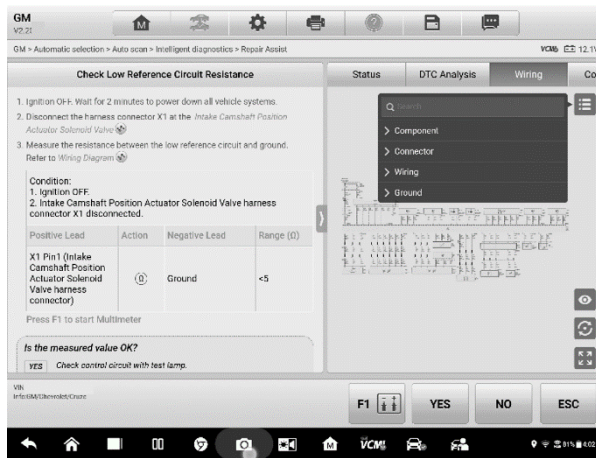 GM
V2.21
GM > Automatic selection > Auto scan > Intelligent diagnostics > Repair Assist
VCMI 12.1V
Check Low Reference Circuit Resistance
1. Ignition OFF. Wait for 2 minutes to power down all vehicle systems.
2. Disconnect the harness connector X1 at the Intake Camshaft Position
Actuator Solenoid Valve
3. Measure the resistance between the low reference circuit and ground.
Refer to Wiring Diagram
Condition:
1. Ignition OFF.
2. Intake Camshaft Position Actuator Solenoid Valve harness
connector X1 disconnected.
Positive Lead Action Negative Lead Range (Ω)
X1 Pin1 (Intake
Camshaft Position
Actuator Solenoid
Valve harness
connector)
Ω Ground <5
Press F1 to start Multimeter
Is the measured value OK?
YES Check control circuit with test lamp.
Status DTC Analysis Wiring Co
Search
> Component
> Connector
> Wiring
> Ground
VIN
Info:GM/Chevrolet/Cruze
F1 YES NO ESC
M VCMI M 81% 4:02